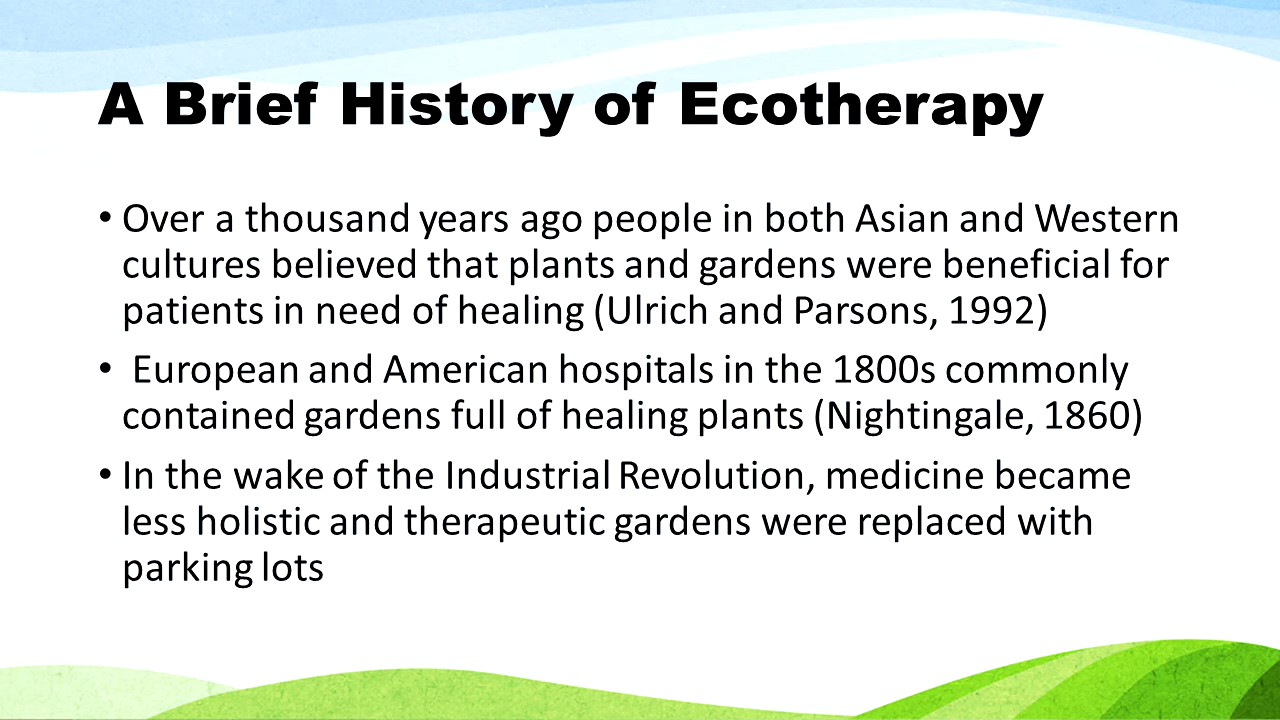 A Brief History of Ecotherapy
• Over a thousand years ago people in both Asian and Western
cultures believed that plants and gardens were beneficial for
patients in need of healing (Ulrich and Parsons, 1992)
• European and American hospitals in the 1800s commonly
contained gardens full of healing plants (Nightingale, 1860)
• In the wake of the Industrial Revolution, medicine became
less holistic and therapeutic gardens were replaced with
parking lots